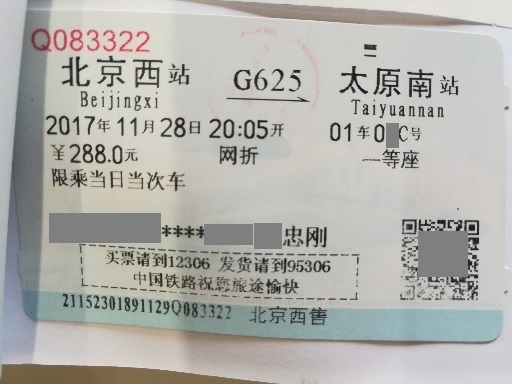 Q083322
北京西站 G625 太原南站
Beijingxi Taiyuannan
2017年11月28日 20:05开 01车0 C号
￥288.0元 网折 一等座
限乘当日当次车
**** 忠刚
买票请到12306 发货请到95306
中国铁路祝您旅途愉快
21152301891129Q083322 北京西售